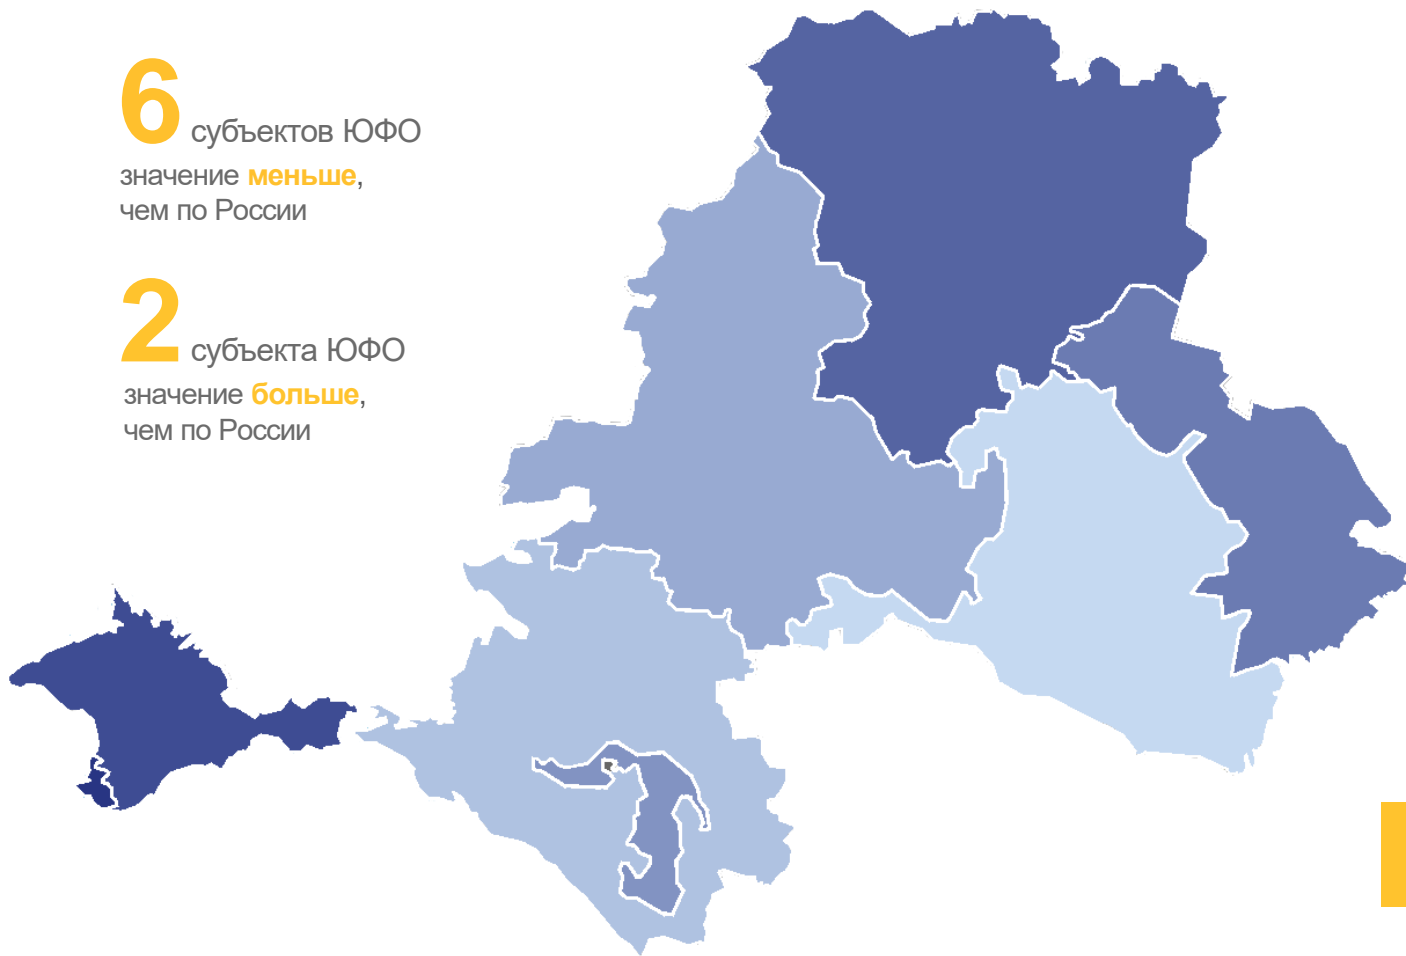 6 субъектов ЮФО
значение меньше,
чем по России
2 субъекта ЮФО
значение больше,
чем по России